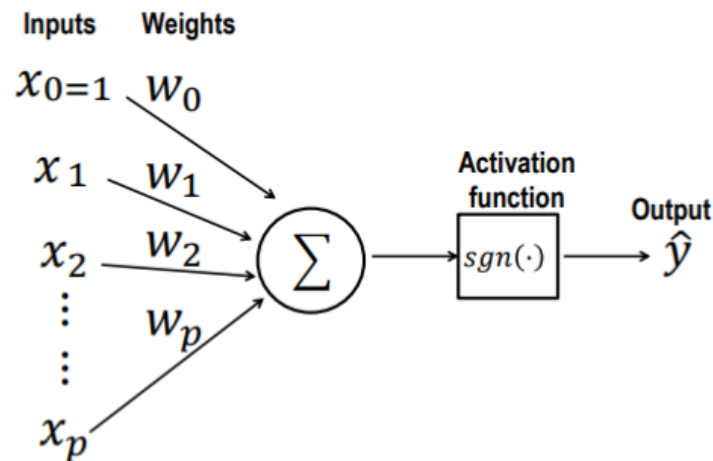 Inputs Weights
x₀₌₁ w₀
x₁ w₁
x₂ w₂
⋮
⋮
wₚ
xₚ
∑
Activation
function
sgn(·)
Output
ŷ